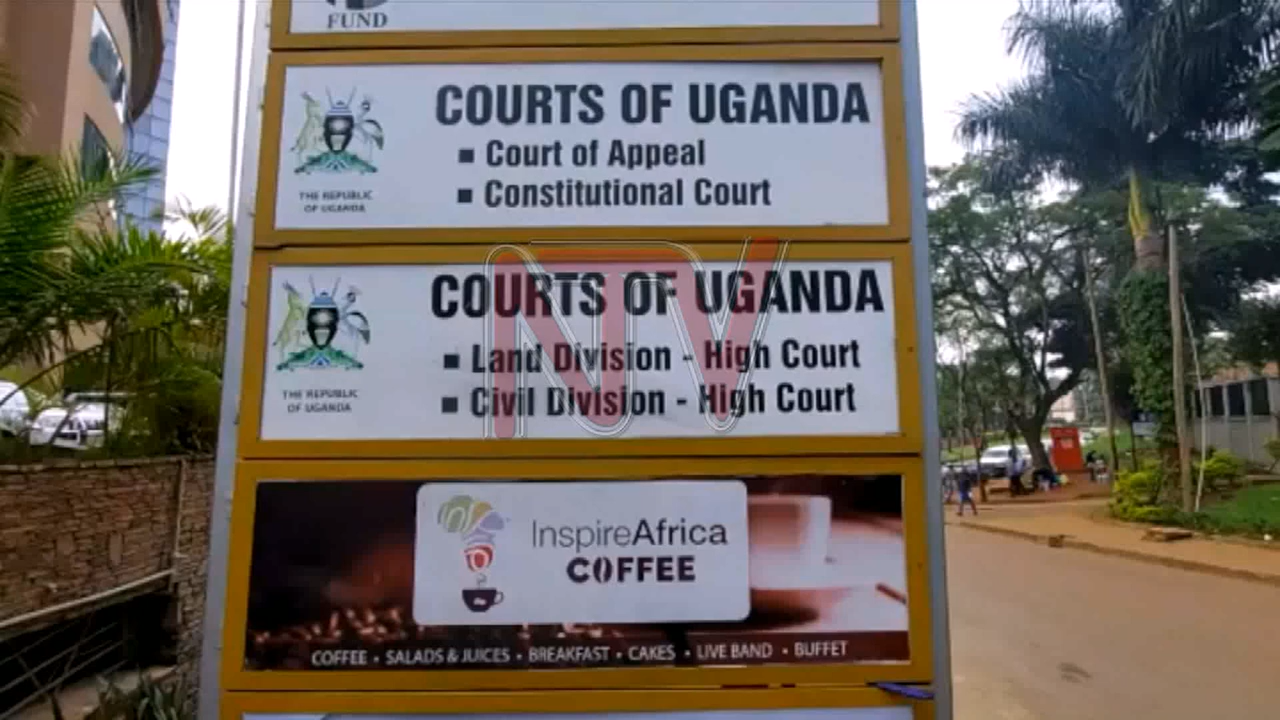 FUND
COURTS OF UGANDA
▪ Court of Appeal
▪ Constitutional Court
THE REPUBLIC
OF UGANDA
COURTS OF UGANDA
▪ Land Division - High Court
▪ Civil Division - High Court
THE REPUBLIC
OF UGANDA
NTV
InspireAfrica
COFFEE
COFFEE • SALADS & JUICES • BREAKFAST • CAKES • LIVE BAND • BUFFET